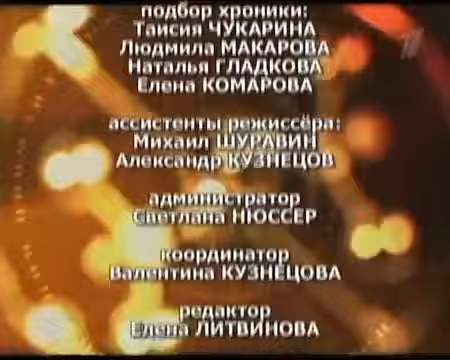 подбор хроники:
Таисия ЧУКАРИНА
Людмила МАКАРОВА
Наталья ГЛАДКОВА
Елена КОМАРОВА
ассистенты режиссёра:
Михаил ШУРАВИН
Александр КУЗНЕЦОВ
администратор
Светлана НЮССЕР
координатор
Валентина КУЗНЕЦОВА
редактор
Елена ЛИТВИНОВА